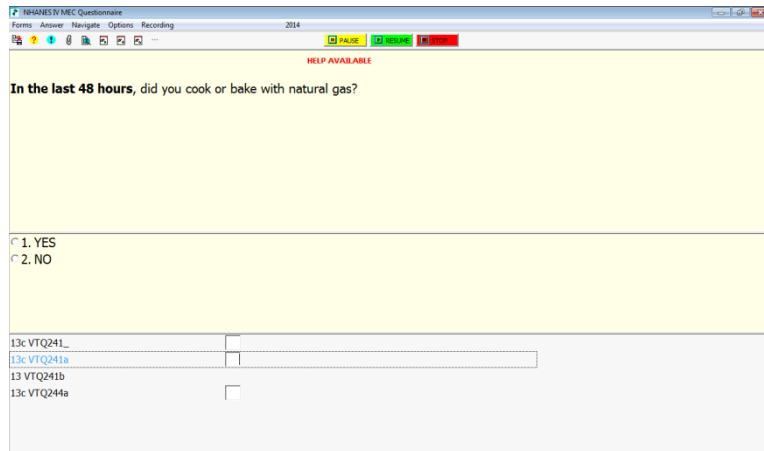 NHANES IV MEC Questionnaire
Forms Answer Navigate Options Recording 2014
PAUSE RESUME STOP
HELP AVAILABLE
In the last 48 hours, did you cook or bake with natural gas?
1. YES
2. NO
13c VTQ241_
13c VTQ241a
13 VTQ241b
13c VTQ244a